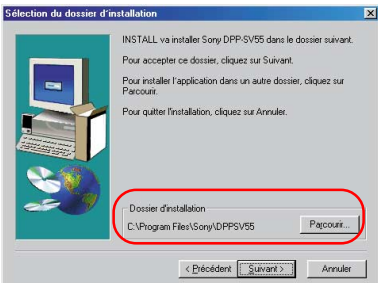 Sélection du dossier d'installation
INSTALL va installer Sony DPP-SV55 dans le dossier suivant.
Pour accepter ce dossier, cliquez sur Suivant.
Pour installer l'application dans un autre dossier, cliquez sur
Parcourir.
Pour quitter l'installation, cliquez sur Annuler.
Dossier d'installation
C:\Program Files\Sony\DPPSV55
Parcourir...
< Précédent
Suivant >
Annuler